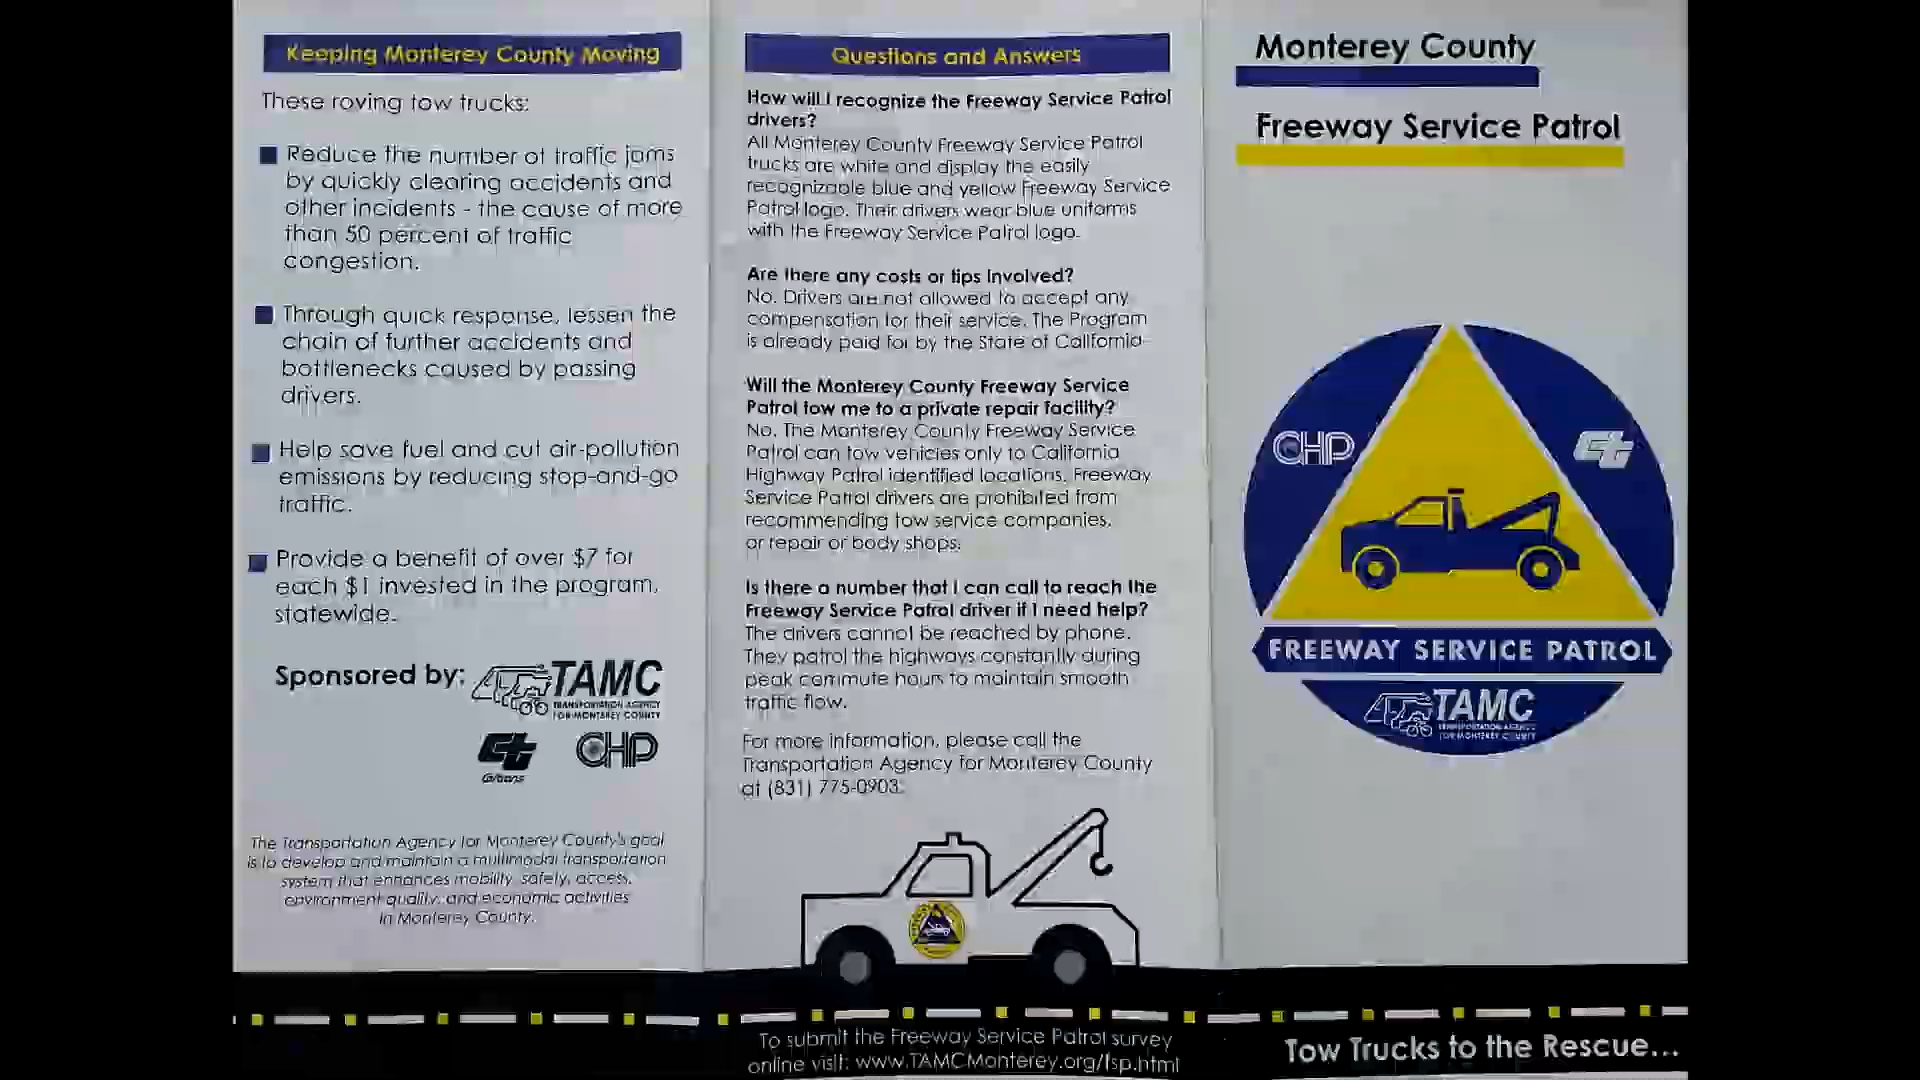 Keeping Monterey County Moving
These roving tow trucks:
Reduce the number of traffic jams
by quickly clearing accidents and
other incidents - the cause of more
than 50 percent of traffic
congestion.
Through quick response, lessen the
chain of further accidents and
bottlenecks caused by passing
drivers.
Help save fuel and cut air-pollution
emissions by reducing stop-and-go
traffic.
Provide a benefit of over $7 for
each $1 invested in the program,
statewide.
Sponsored by:
TAMC
TRANSPORTATION AGENCY
FOR MONTEREY COUNTY
Caltrans
CHP
The Transportation Agency for Monterey County's goal
is to develop and maintain a multimodal transportation
system that enhances mobility, safety, access,
environment quality, and economic activities
in Monterey County.
Questions and Answers
How will I recognize the Freeway Service Patrol
drivers?
All Monterey County Freeway Service Patrol
trucks are white and display the easily
recognizable blue and yellow Freeway Service
Patrol logo. Their drivers wear blue uniforms
with the Freeway Service Patrol logo.
Are there any costs or tips involved?
No. Drivers are not allowed to accept any
compensation for their service. The Program
is already paid for by the State of California.
Will the Monterey County Freeway Service
Patrol tow me to a private repair facility?
No. The Monterey County Freeway Service
Patrol can tow vehicles only to California
Highway Patrol identified locations. Freeway
Service Patrol drivers are prohibited from
recommending tow service companies,
or repair or body shops.
Is there a number that I can call to reach the
Freeway Service Patrol driver if I need help?
The drivers cannot be reached by phone.
They patrol the highways constantly during
peak commute hours to maintain smooth
traffic flow.
For more information, please call the
Transportation Agency for Monterey County
at (831) 775-0903.
To submit the Freeway Service Patrol survey
online visit: www.TAMCMonterey.org/fsp.html
Monterey County
Freeway Service Patrol
CHP
ct
FREEWAY SERVICE PATROL
TAMC
TRANSPORTATION AGENCY
FOR MONTEREY COUNTY
Tow Trucks to the Rescue...